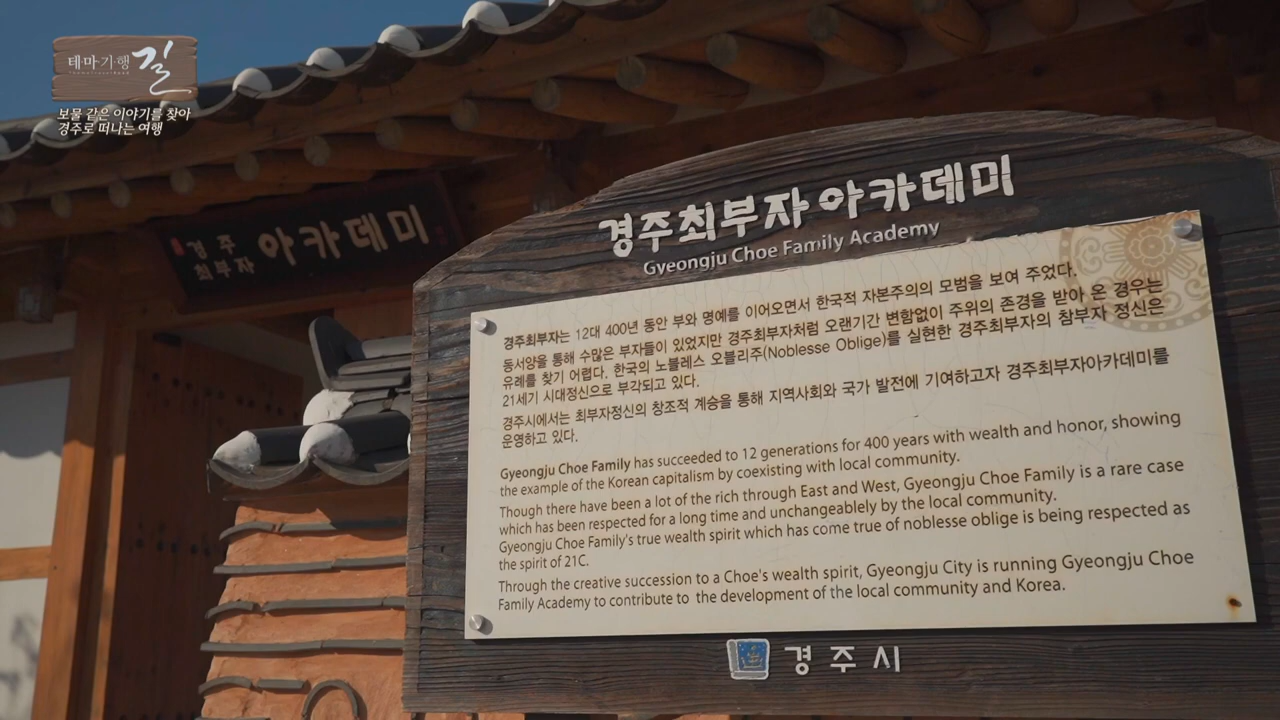 테마기행
길
보물 같은 이야기를 찾아
경주로 떠나는 여행
경주
최부자
아카데미
경주최부자아카데미
Gyeongju Choe Family Academy
경주최부자는 12대 400년 동안 부와 명예를 이어오면서 한국적 자본주의의 모범을 보여 주었다.
동서양을 통해 수많은 부자들이 있었지만 경주최부자처럼 오랜기간 변함없이 주위의 존경을 받아 온 경우는
유례를 찾기 어렵다. 한국의 노블레스 오블리주(Noblesse Oblige)를 실현한 경주최부자의 참부자 정신은
21세기 시대정신으로 부각되고 있다.
경주시에서는 최부자정신의 창조적 계승을 통해 지역사회와 국가 발전에 기여하고자 경주최부자아카데미를
운영하고 있다.
Gyeongju Choe Family has succeeded to 12 generations for 400 years with wealth and honor, showing
the example of the Korean capitalism by coexisting with local community.
Though there have been a lot of the rich through East and West, Gyeongju Choe Family is a rare case
which has been respected for a long time and unchangeablely by the local community.
Gyeongju Choe Family's true wealth spirit which has come true of noblesse oblige is being respected as
the spirit of 21C.
Through the creative succession to a Choe's wealth spirit, Gyeongju City is running Gyeongju Choe
Family Academy to contribute to the development of the local community and Korea.
경주시